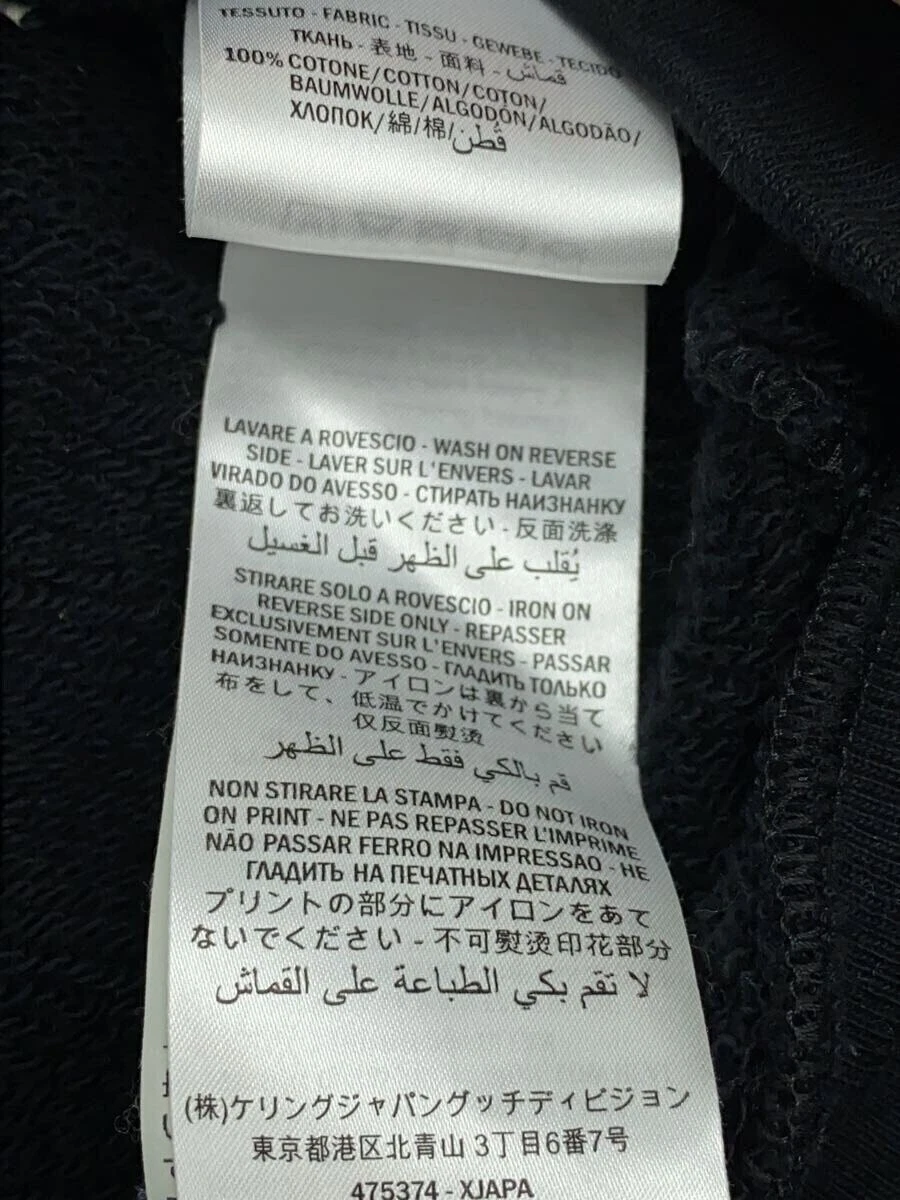 TESSUTO - FABRIC - TISSU - GEWEBE - TECIDO
ТКАНЬ - 表地 - 面料 - قماش
100% COTONE/COTTON/COTON/
BAUMWOLLE/ALGODÓN/ALGODÃO/
ХЛОПОК/綿/棉/قُطن
LAVARE A ROVESCIO - WASH ON REVERSE
SIDE - LAVER SUR L'ENVERS - LAVAR
VIRADO DO AVESSO - СТИРАТЬ НАИЗНАНКУ
裏返してお洗いください - 反面洗涤
يُقلب على الظهر قبل الغسيل
STIRARE SOLO A ROVESCIO - IRON ON
REVERSE SIDE ONLY - REPASSER
EXCLUSIVEMENT SUR L'ENVERS - PASSAR
SOMENTE DO AVESSO - ГЛАДИТЬ ТОЛЬКО
НАИЗНАНКУ - アイロンは裏から当て
布をして、低温でかけてください
仅反面熨烫
قم بالكي فقط على الظهر
NON STIRARE LA STAMPA - DO NOT IRON
ON PRINT - NE PAS REPASSER L'IMPRIME
NÃO PASSAR FERRO NA IMPRESSAO - НЕ
ГЛАДИТЬ НА ПЕЧАТНЫХ ДЕТАЛЯХ
プリントの部分にアイロンをあて
ないでください - 不可熨烫印花部分
لا تقم بكي الطباعة على القماش
(株)ケリングジャパングッチディビジョン
東京都港区北青山 3丁目6番7号
475374 - XJAPA